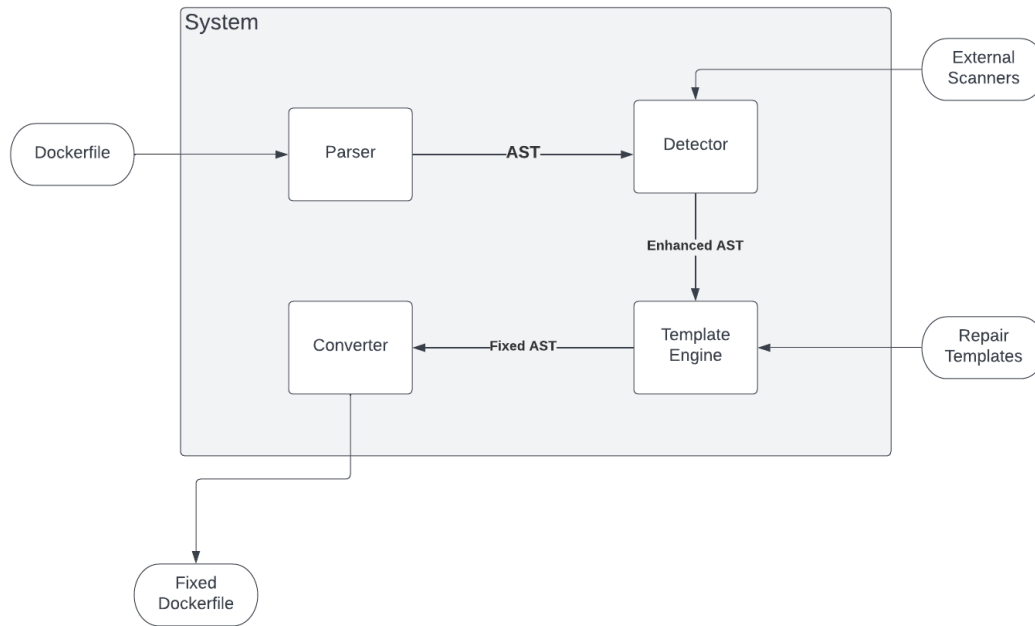 System
External
Scanners
Dockerfile
Parser
AST
Detector
Enhanced AST
Converter
Fixed AST
Template
Engine
Repair
Templates
Fixed
Dockerfile